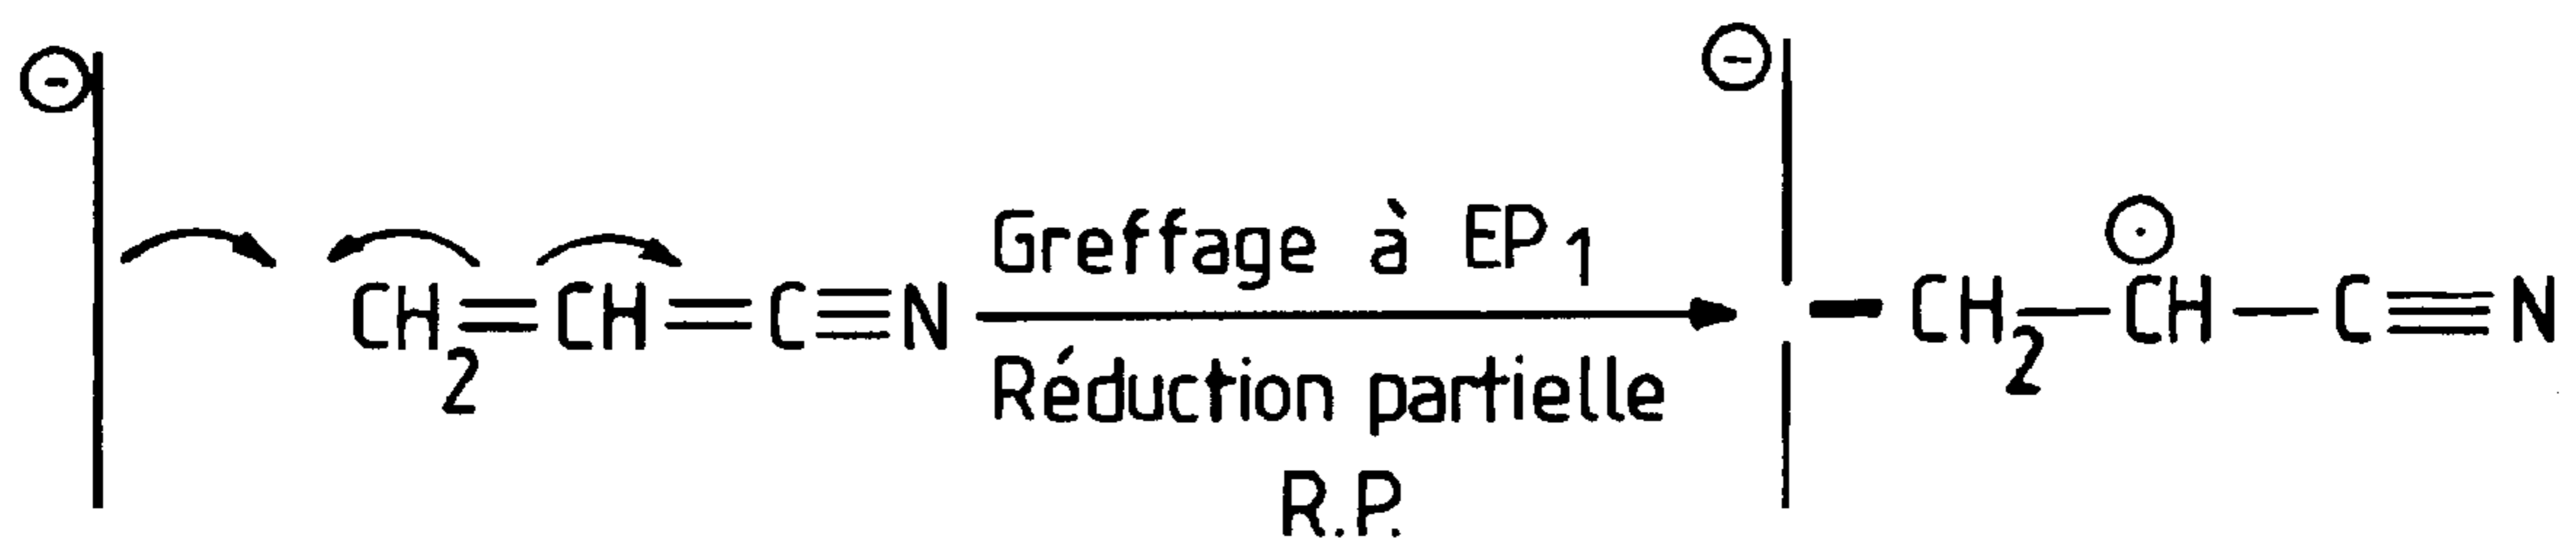 ⊖ ⊖
CH2=CH=C≡N Greffage à EP1 -CH2-CH-C≡N
Réduction partielle
R.P.